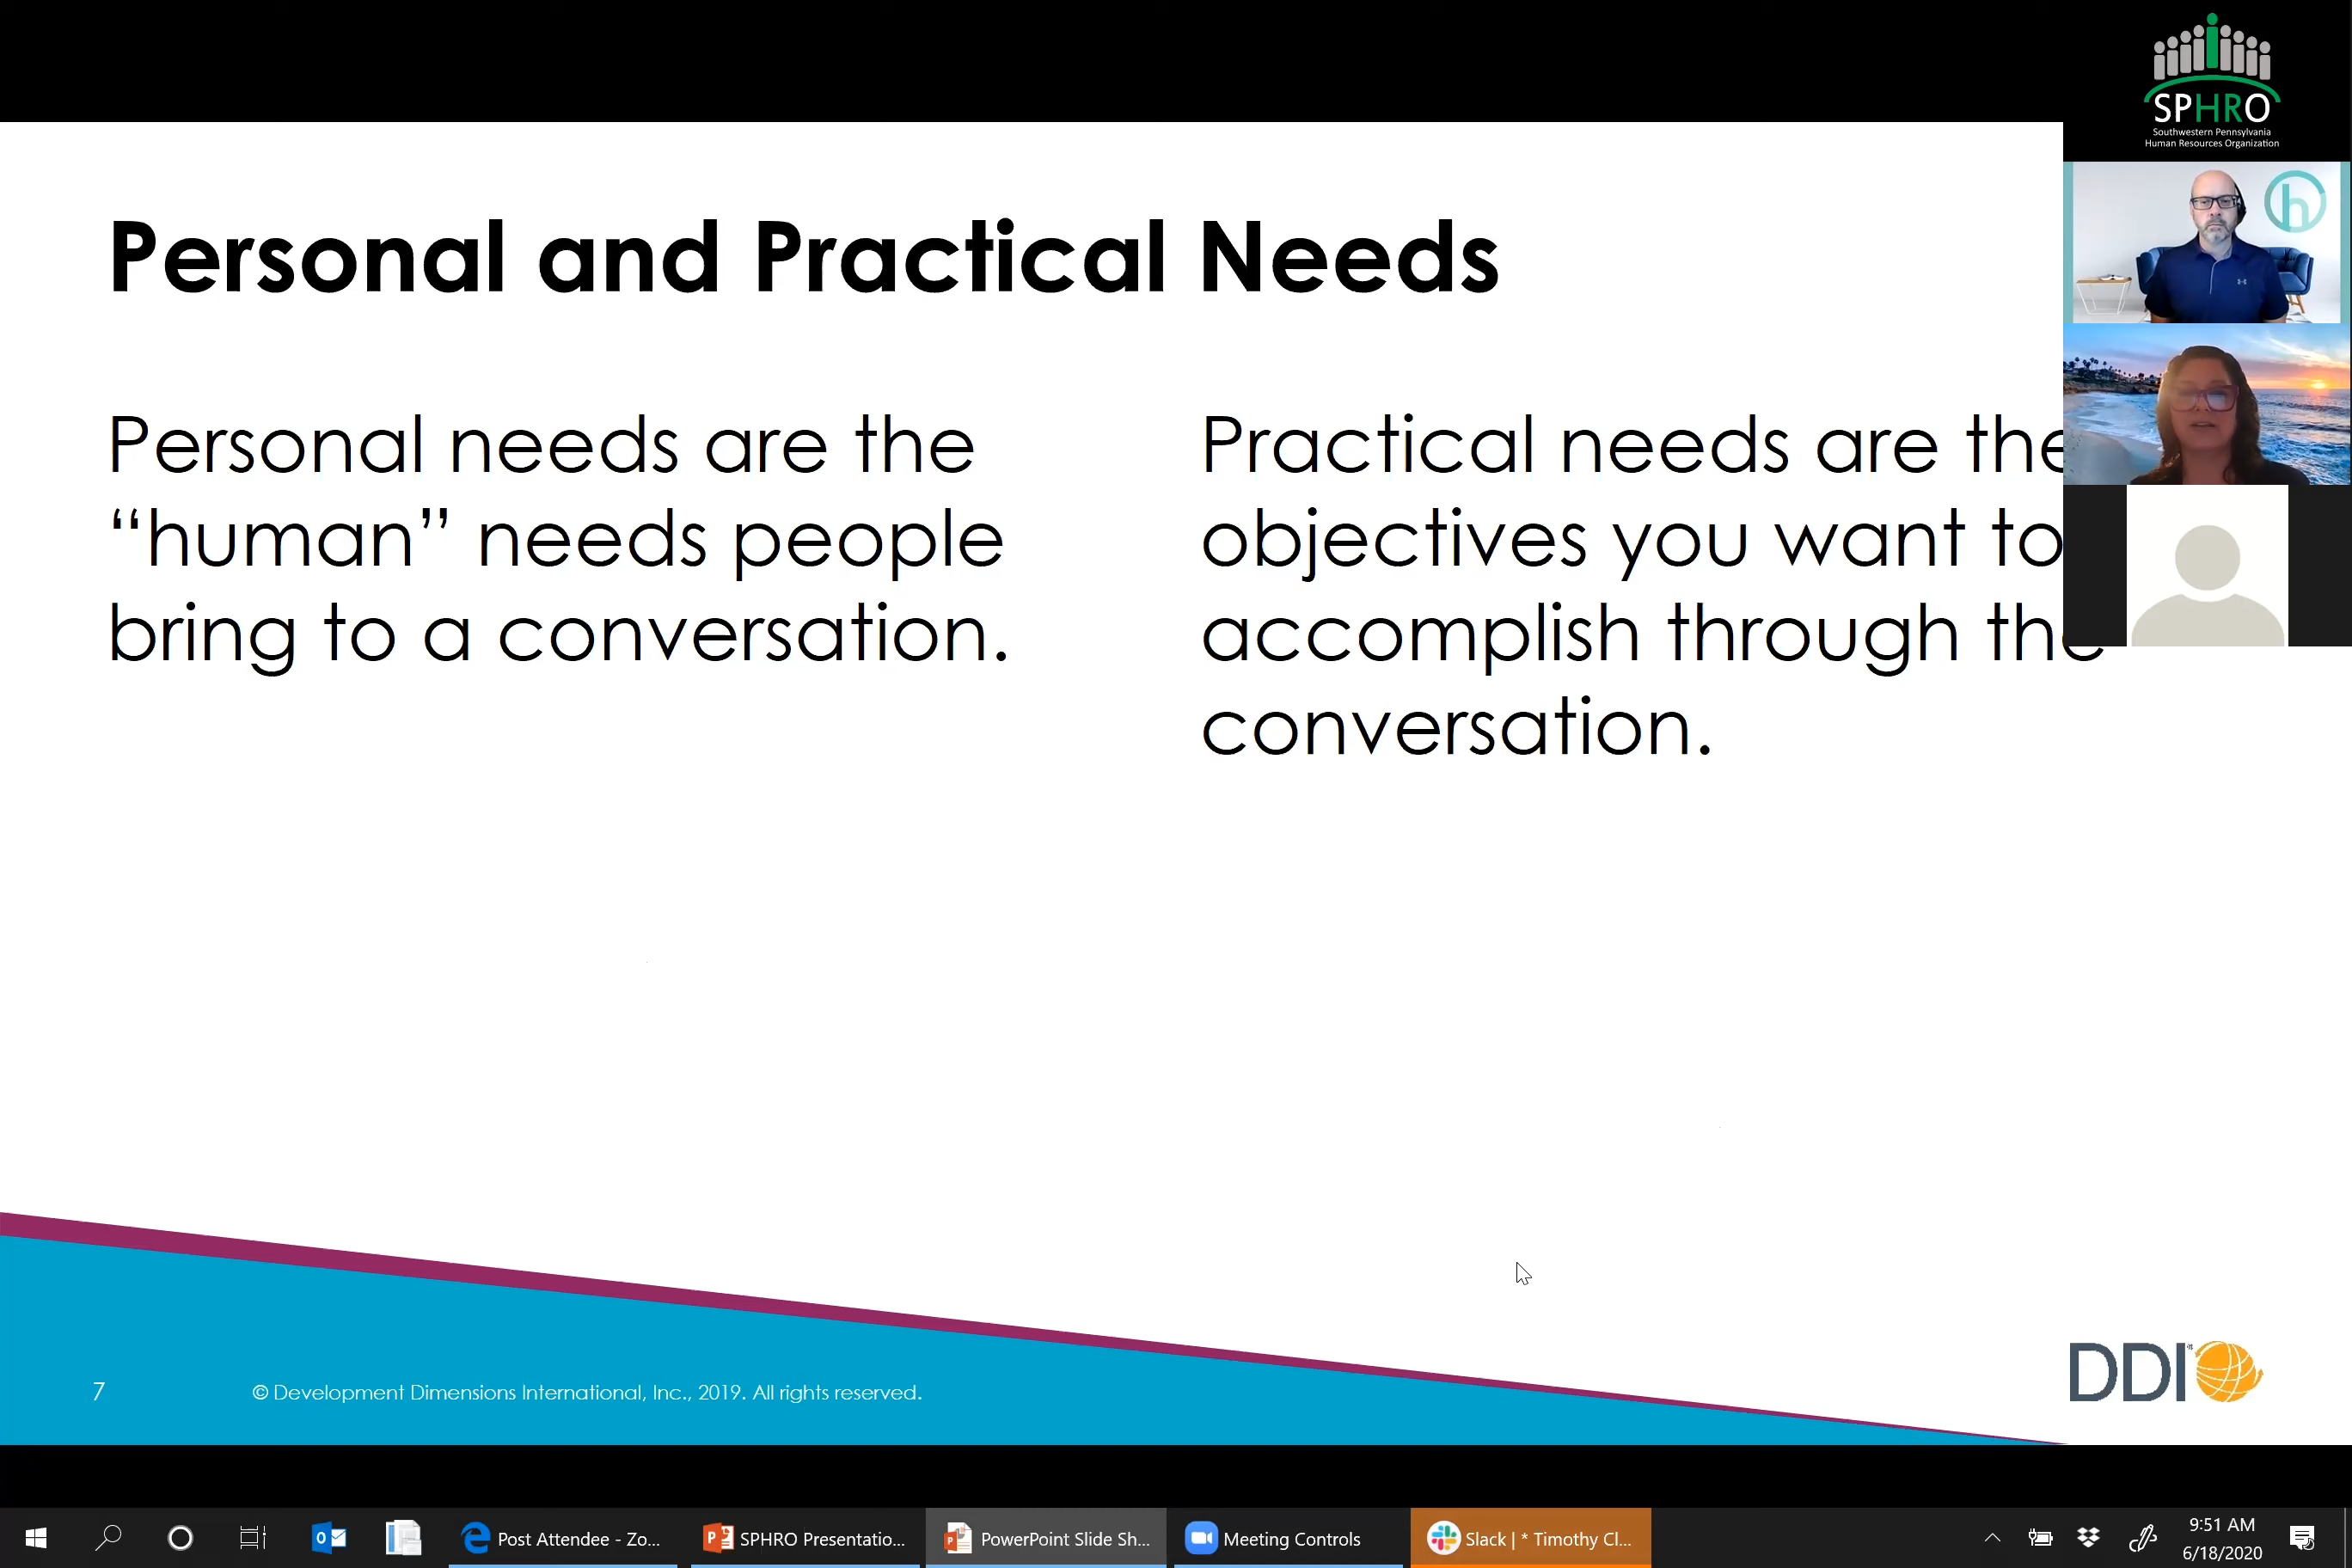 SPHRO
Southwestern Pennsylvania
Human Resources Organization
h
Personal and Practical Needs
Personal needs are the
“human” needs people
bring to a conversation.
Practical needs are the
objectives you want to
accomplish through the
conversation.
7
© Development Dimensions International, Inc., 2019. All rights reserved.
DDI®
Post Attendee - Zo...
SPHRO Presentatio...
PowerPoint Slide Sh...
Meeting Controls
Slack | * Timothy Cl...
9:51 AM
6/18/2020